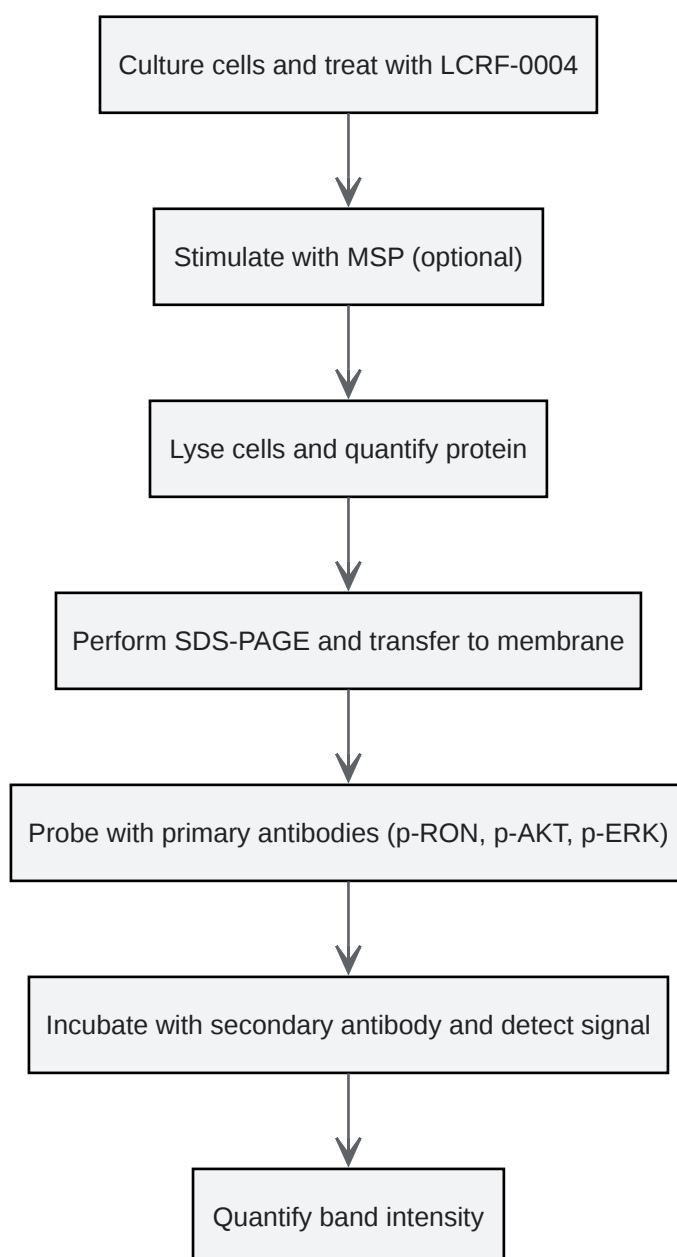 Culture cells and treat with LCRF-0004
Stimulate with MSP (optional)
Lyse cells and quantify protein
Perform SDS-PAGE and transfer to membrane
Probe with primary antibodies (p-RON, p-AKT, p-ERK)
Incubate with secondary antibody and detect signal
Quantify band intensity